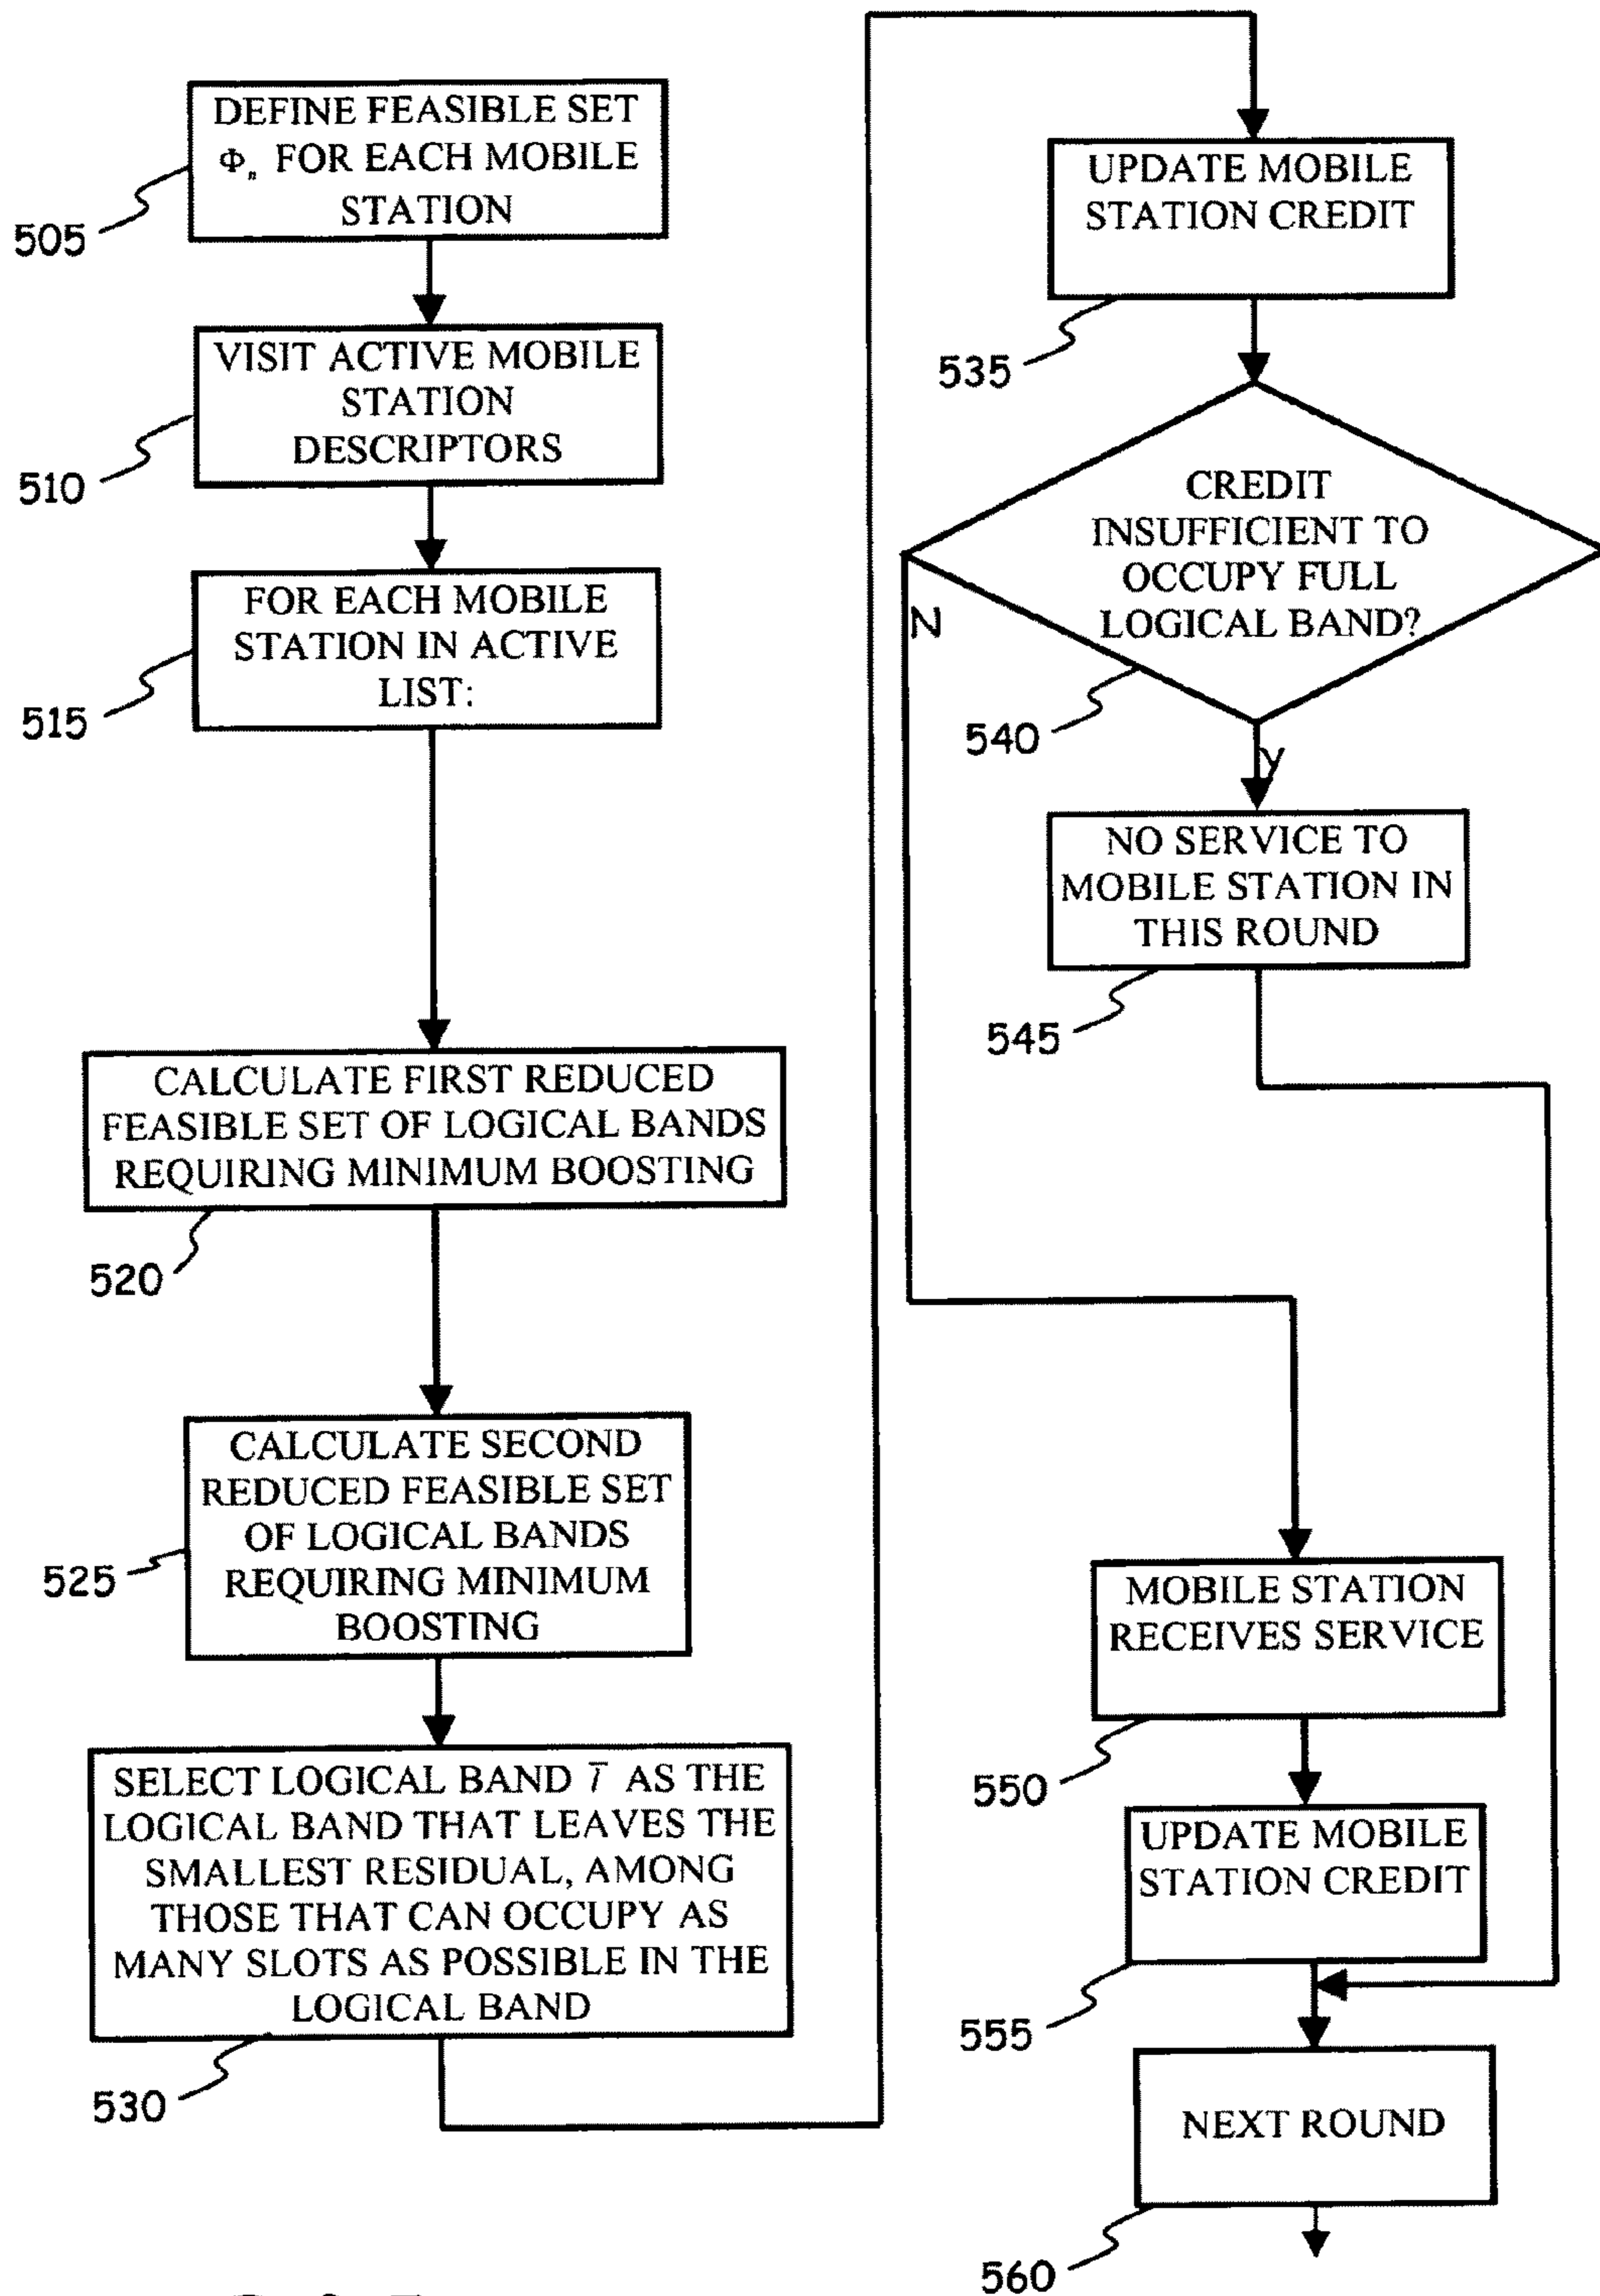 DEFINE FEASIBLE SET
Φn FOR EACH MOBILE
STATION
505
VISIT ACTIVE MOBILE
STATION
DESCRIPTORS
510
FOR EACH MOBILE
STATION IN ACTIVE
LIST:
515
CALCULATE FIRST REDUCED
FEASIBLE SET OF LOGICAL BANDS
REQUIRING MINIMUM BOOSTING
520
CALCULATE SECOND
REDUCED FEASIBLE SET
OF LOGICAL BANDS
REQUIRING MINIMUM
BOOSTING
525
SELECT LOGICAL BAND l̅ AS THE
LOGICAL BAND THAT LEAVES THE
SMALLEST RESIDUAL, AMONG
THOSE THAT CAN OCCUPY AS
MANY SLOTS AS POSSIBLE IN THE
LOGICAL BAND
530
UPDATE MOBILE
STATION CREDIT
535
CREDIT
INSUFFICIENT TO
OCCUPY FULL
LOGICAL BAND?
N
540
Y
NO SERVICE TO
MOBILE STATION IN
THIS ROUND
545
MOBILE STATION
RECEIVES SERVICE
550
UPDATE MOBILE
STATION CREDIT
555
NEXT ROUND
560